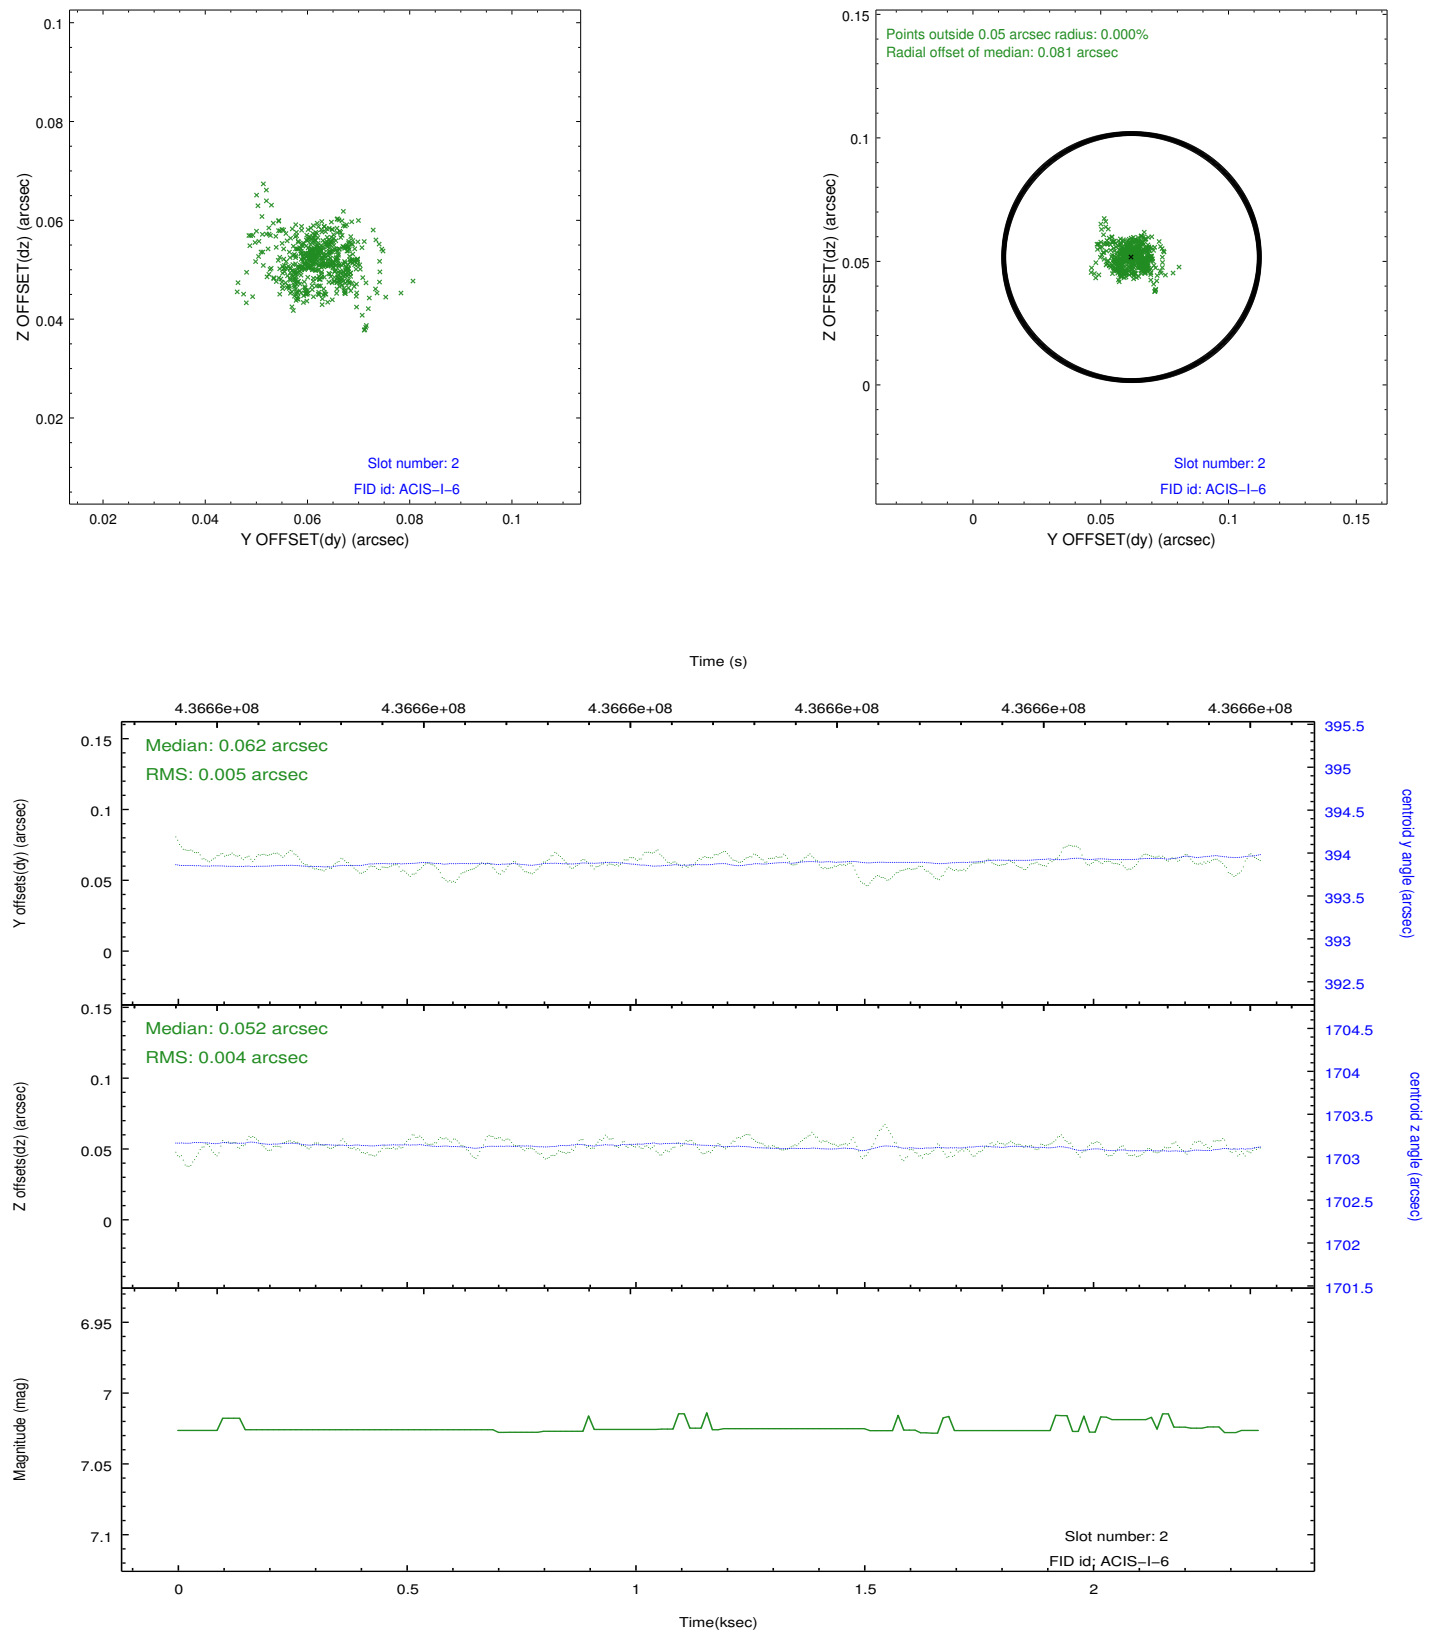 0.1
0.08
0.06
0.04
0.02
Z OFFSET(dz) (arcsec)
Slot number: 2
FID id: ACIS−I−6
0.02
0.04
0.06
0.08
0.1
Y OFFSET(dy) (arcsec)
Points outside 0.05 arcsec radius: 0.000%
Radial offset of median: 0.081 arcsec
0.15
0.1
0.05
0
Z OFFSET(dz) (arcsec)
Slot number: 2
FID id: ACIS−I−6
0
0.05
0.1
0.15
Y OFFSET(dy) (arcsec)
Time (s)
4.3666e+08
4.3666e+08
4.3666e+08
4.3666e+08
4.3666e+08
4.3666e+08
Median: 0.062 arcsec
RMS: 0.005 arcsec
0.15
0.1
0.05
0
Y offsets(dy) (arcsec)
395.5
395
394.5
394
393.5
393
392.5
centroid y angle (arcsec)
Median: 0.052 arcsec
RMS: 0.004 arcsec
0.15
0.1
0.05
0
Z offsets(dz) (arcsec)
1704.5
1704
1703.5
1703
1702.5
1702
1701.5
centroid z angle (arcsec)
6.95
7
7.05
7.1
Magnitude (mag)
Slot number: 2
FID id: ACIS−I−6
0
0.5
1
1.5
2
Time(ksec)